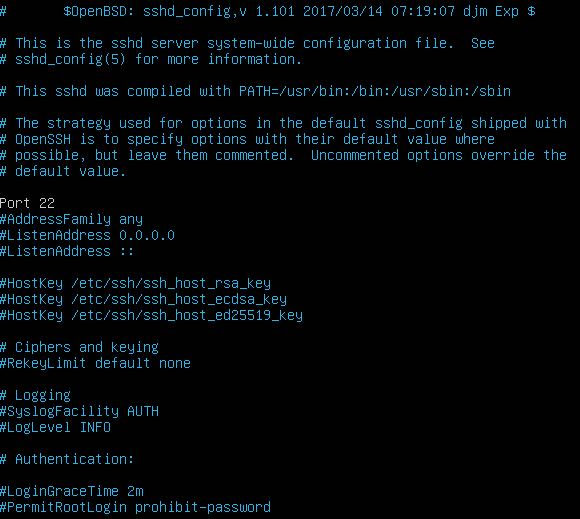 #	$OpenBSD: sshd_config,v 1.101 2017/03/14 07:19:07 djm Exp $
# This is the sshd server system-wide configuration file.  See
# sshd_config(5) for more information.
# This sshd was compiled with PATH=/usr/bin:/bin:/usr/sbin:/sbin
# The strategy used for options in the default sshd_config shipped with
# OpenSSH is to specify options with their default value where
# possible, but leave them commented.  Uncommented options override the
# default value.
Port 22
#AddressFamily any
#ListenAddress 0.0.0.0
#ListenAddress ::
#HostKey /etc/ssh/ssh_host_rsa_key
#HostKey /etc/ssh/ssh_host_ecdsa_key
#HostKey /etc/ssh/ssh_host_ed25519_key
# Ciphers and keying
#RekeyLimit default none
# Logging
#SyslogFacility AUTH
#LogLevel INFO
# Authentication:
#LoginGraceTime 2m
#PermitRootLogin prohibit-password